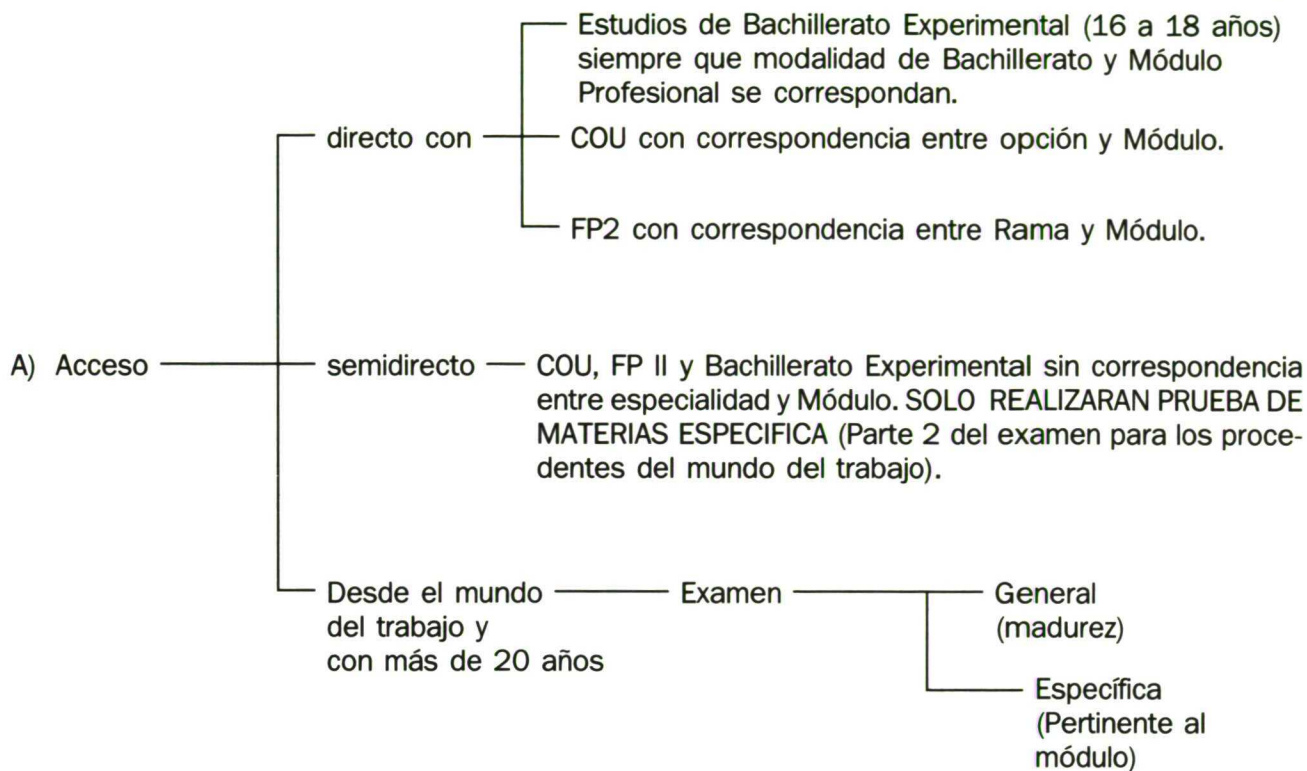 Estudios de Bachillerato Experimental (16 a 18 años)
siempre que modalidad de Bachillerato y Módulo
Profesional se correspondan.
directo con
COU con correspondencia entre opción y Módulo.
FP2 con correspondencia entre Rama y Módulo.
A) Acceso
semidirecto
COU, FP II y Bachillerato Experimental sin correspondencia
entre especialidad y Módulo. SOLO REALIZARAN PRUEBA DE
MATERIAS ESPECIFICA (Parte 2 del examen para los proce-
dentes del mundo del trabajo).
Desde el mundo
del trabajo y
con más de 20 años
Examen
General
(madurez)
Específica
(Pertinente al
módulo)